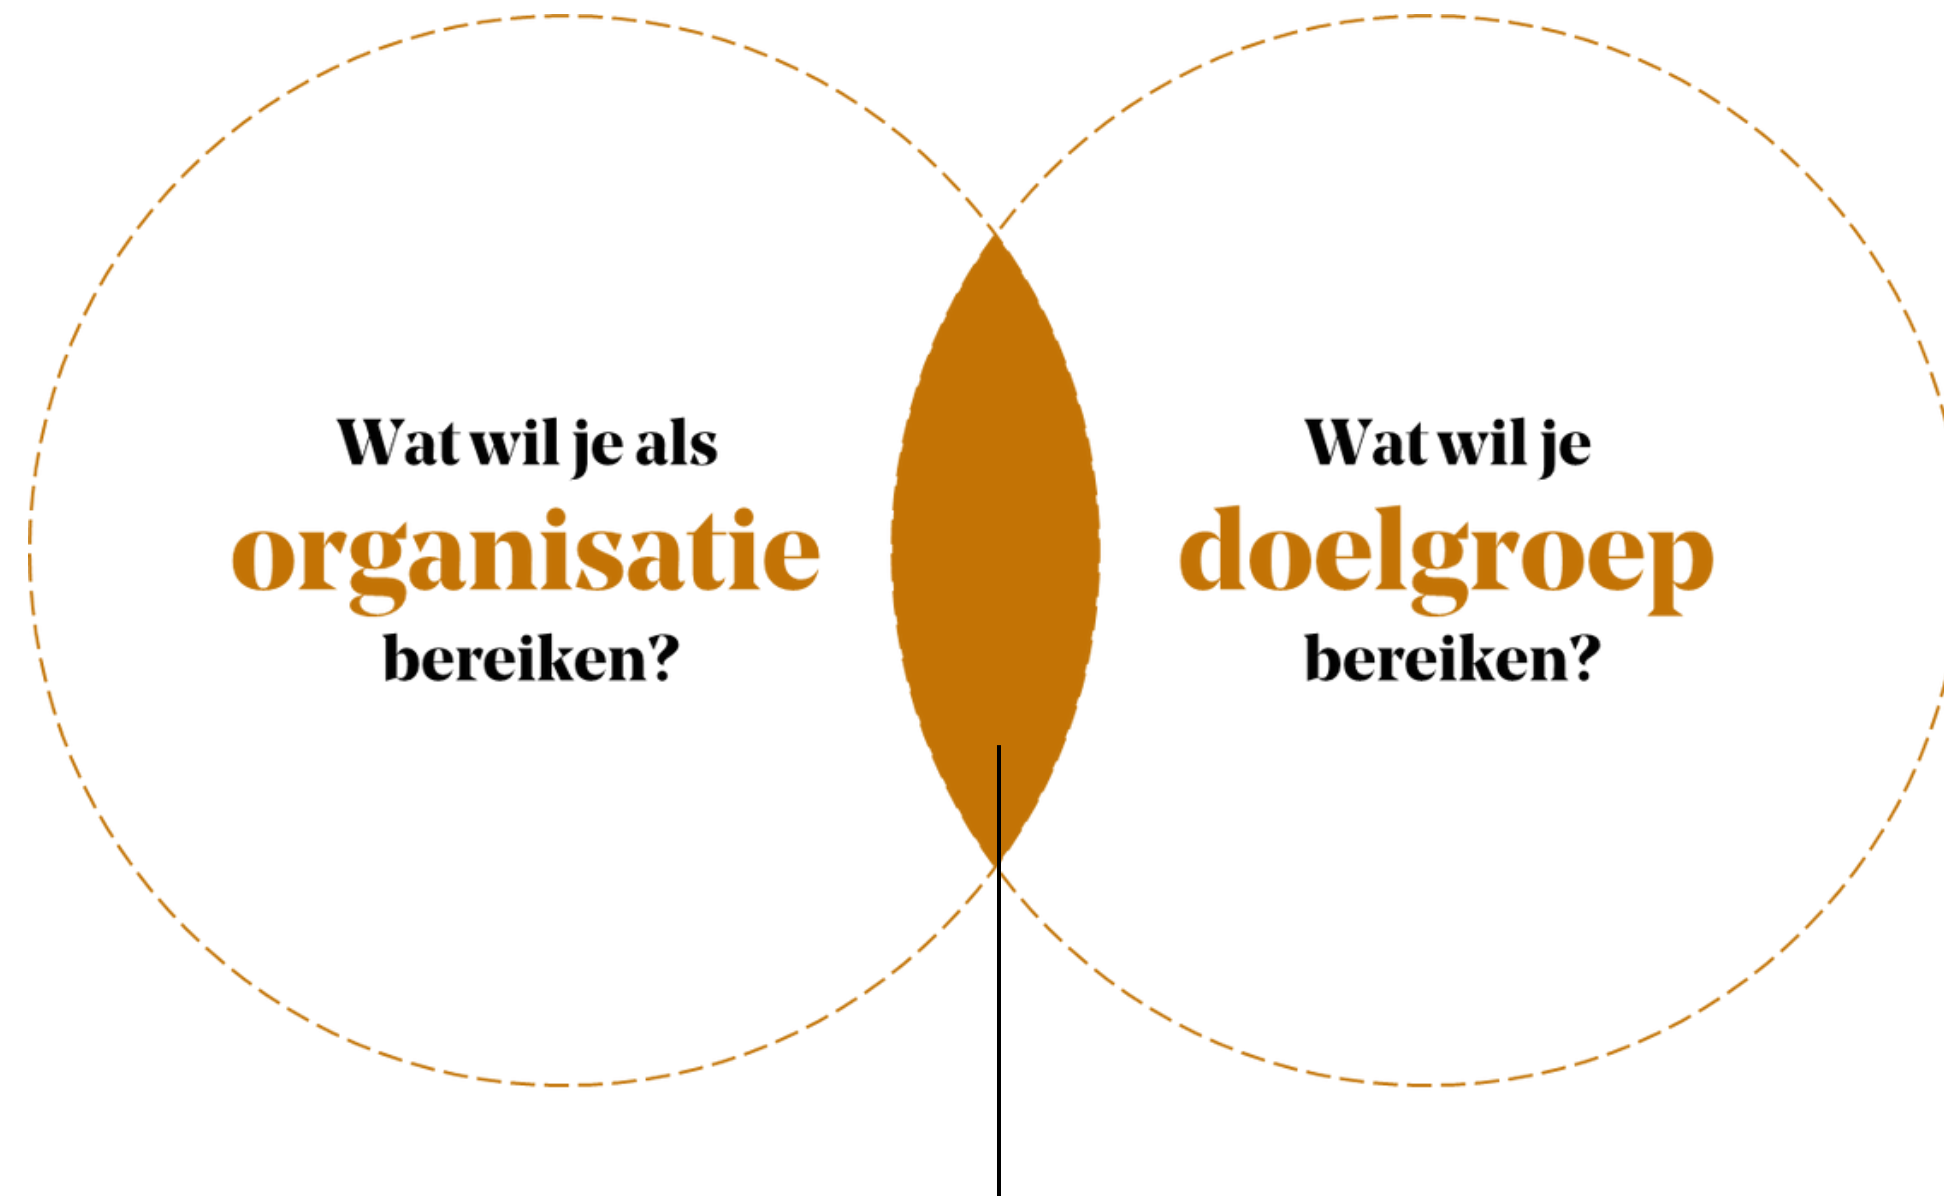 Wat wil je als
organisatie
bereiken?
Wat wil je
doelgroep
bereiken?